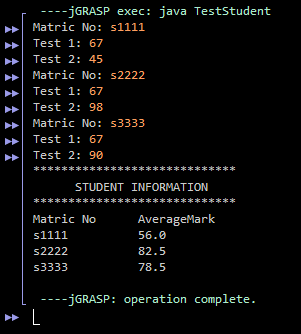 ----jGRASP exec: java TestStudent
Matric No: s1111
Test 1: 67
Test 2: 45
Matric No: s2222
Test 1: 67
Test 2: 98
Matric No: s3333
Test 1: 67
Test 2: 90
*****************************
STUDENT INFORMATION
*****************************
Matric No AverageMark
s1111 56.0
s2222 82.5
s3333 78.5
----jGRASP: operation complete.